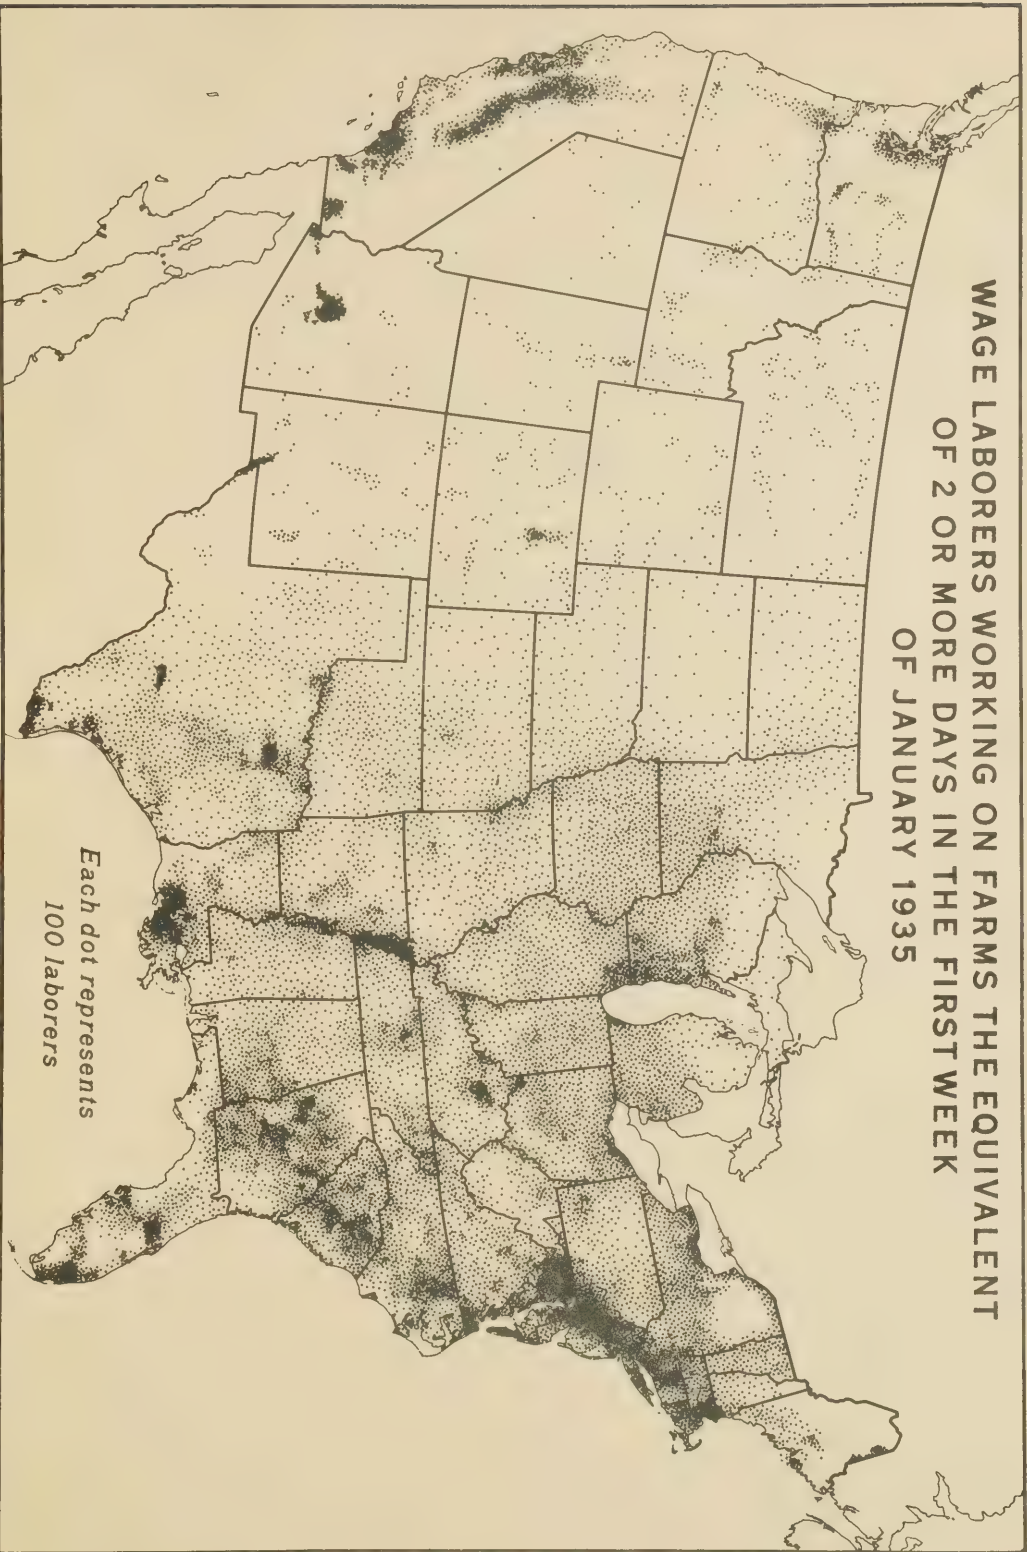 WAGE LABORERS WORKING ON FARMS THE EQUIVALENT
OF 2 OR MORE DAYS IN THE FIRST WEEK
OF JANUARY 1935
Each dot represents
100 laborers